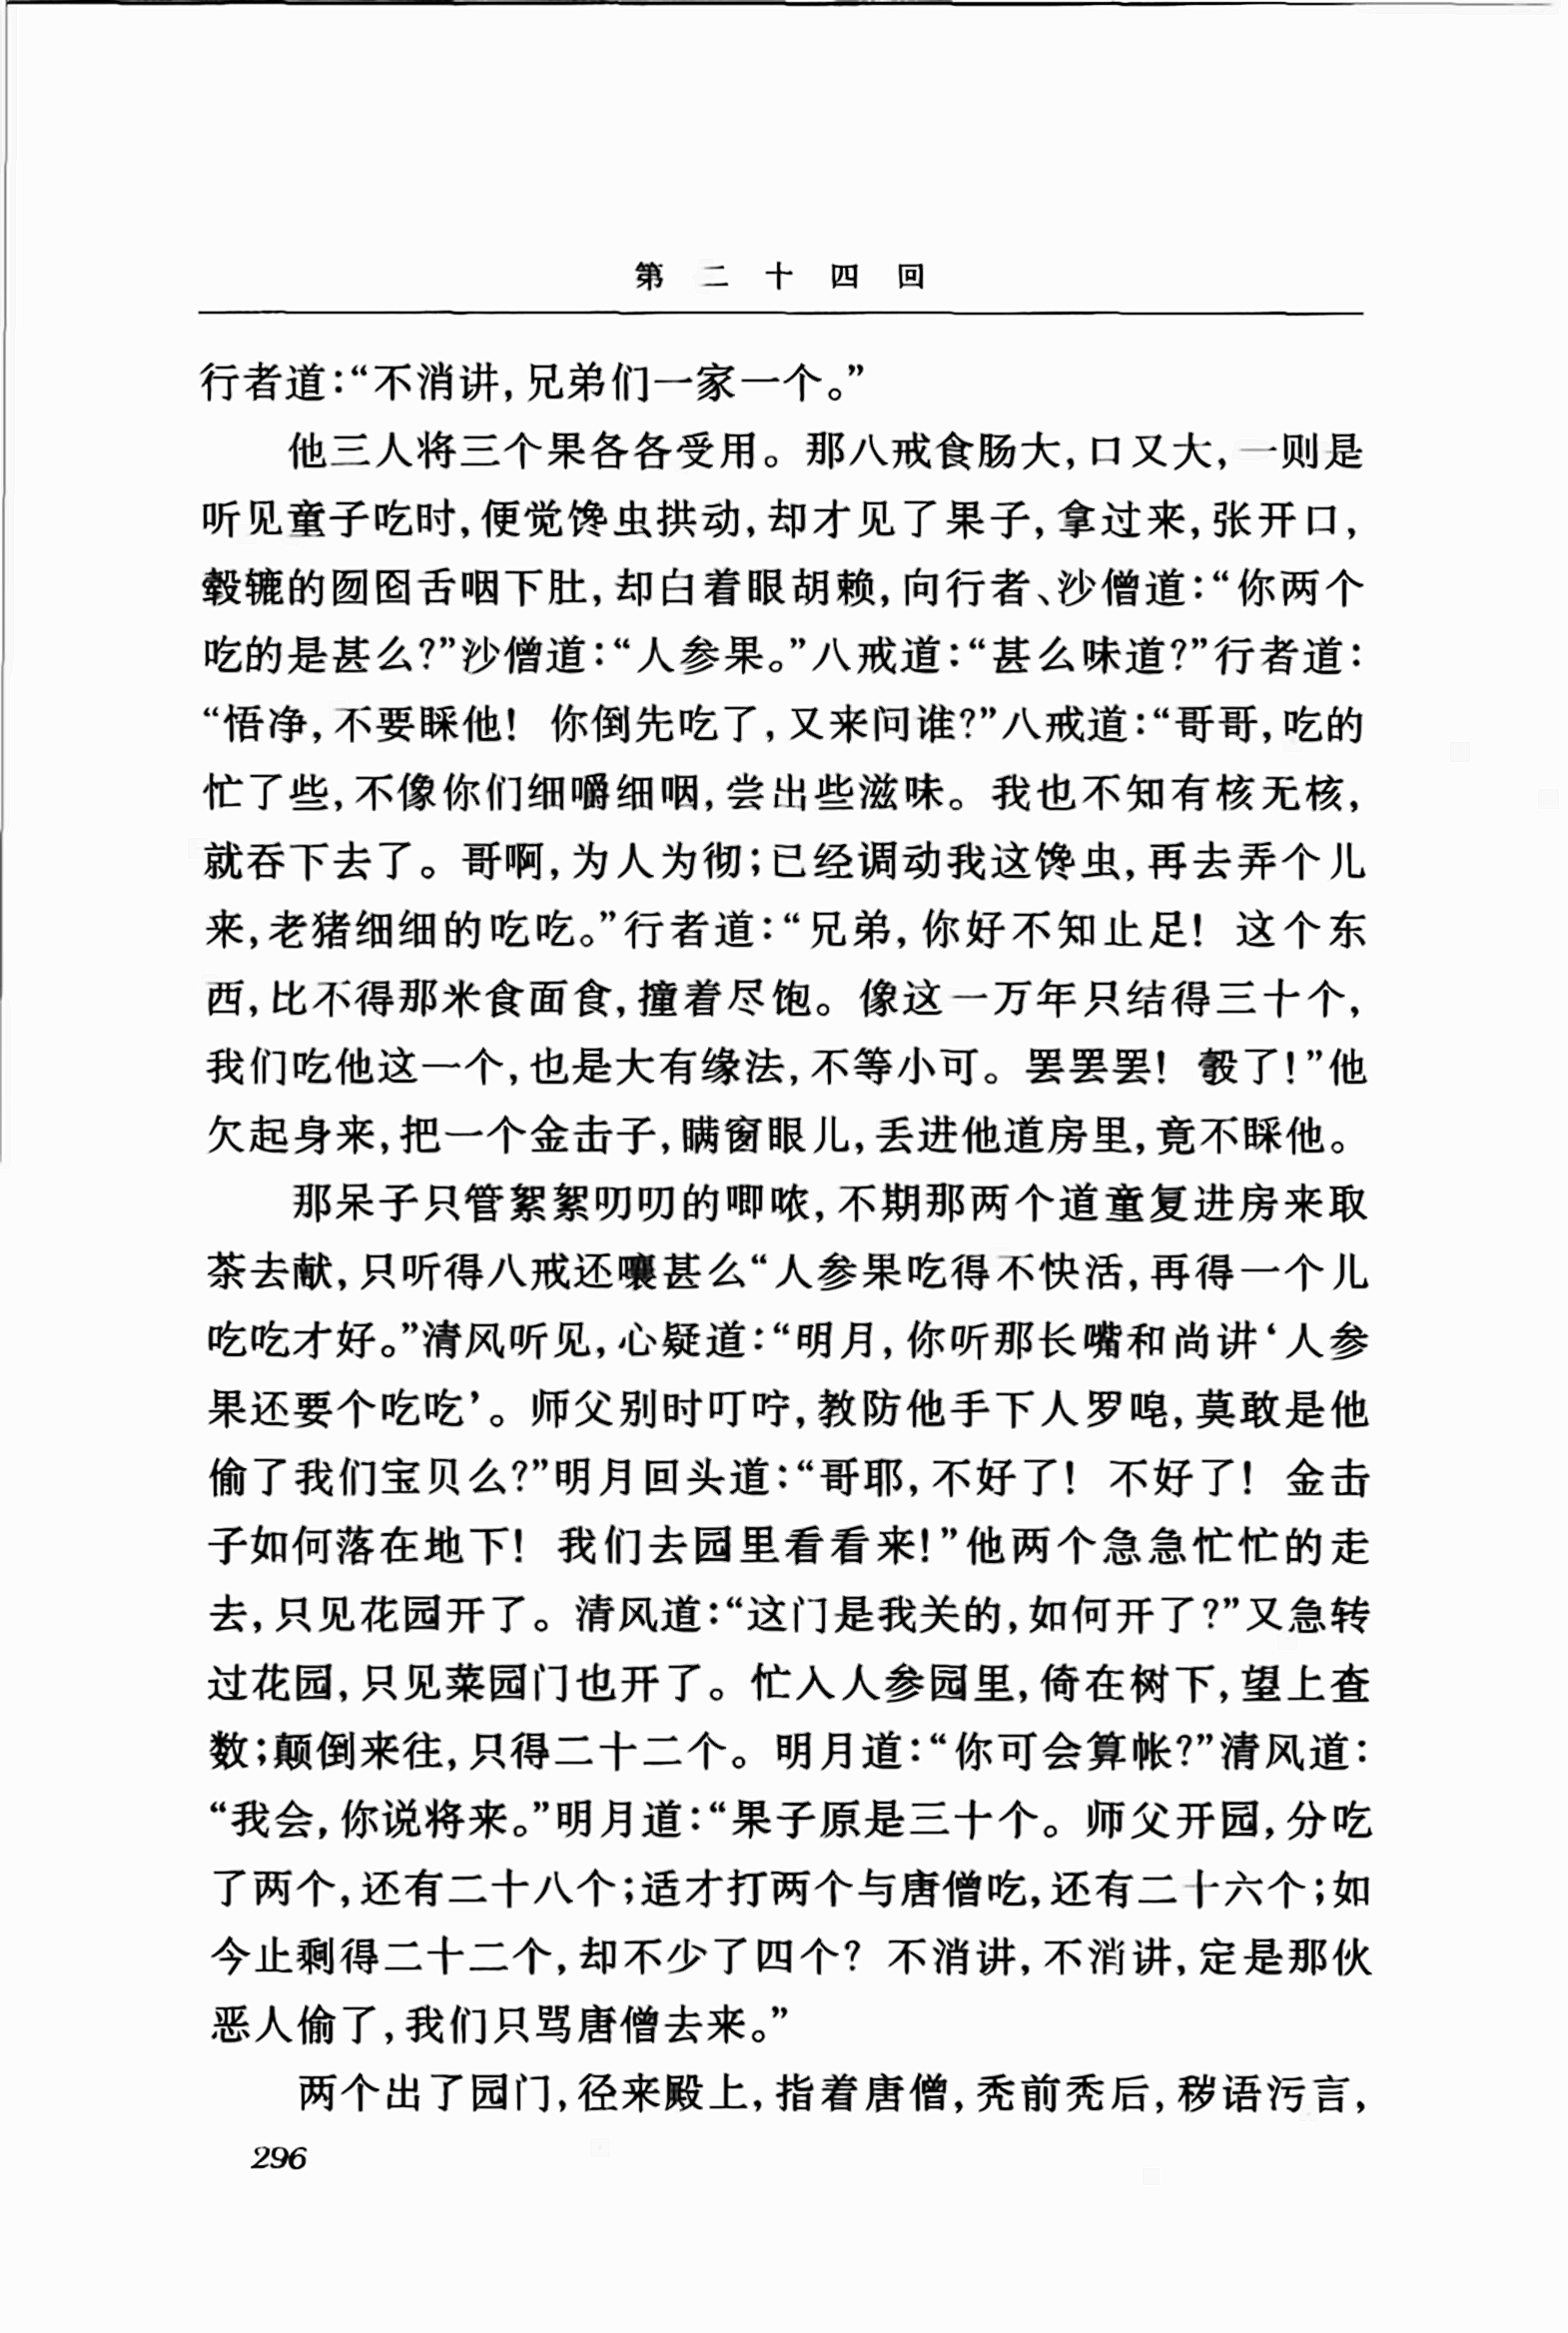 第二十四回
行者道：“不消讲，兄弟们一家一个。”
他三人将三个果各各受用。那八戒食肠大，口又大，一则是
听见童子吃时，便觉馋虫拱动，却才见了果子，拿过来，张开口，
毂辘的囫囵舌咽下肚，却白着眼胡赖，向行者、沙僧道：“你两个
吃的是甚么？”沙僧道：“人参果。”八戒道：“甚么味道？”行者道：
“悟净，不要睬他！你倒先吃了，又来问谁？”八戒道：“哥哥，吃的
忙了些，不像你们细嚼细咽，尝出些滋味。我也不知有核无核，
就吞下去了。哥啊，为人为彻；已经调动我这馋虫，再去弄个儿
来，老猪细细的吃吃。”行者道：“兄弟，你好不知止足！这个东
西，比不得那米食面食，撞着尽饱。像这一万年只结得三十个，
我们吃他这一个，也是大有缘法，不等小可。罢罢罢！彀了！”他
欠起身来，把一个金击子，瞒窗眼儿，丢进他道房里，竟不睬他。
那呆子只管絮絮叨叨的唧哝，不期那两个道童复进房来取
茶去献，只听得八戒还嚷甚么“人参果吃得不快活，再得一个儿
吃吃才好。”清风听见，心疑道：“明月，你听那长嘴和尚讲‘人参
果还要个吃吃’。师父别时叮咛，教防他手下人罗唣，莫敢是他
偷了我们宝贝么？”明月回头道：“哥耶，不好了！不好了！金击
子如何落在地下！我们去园里看看来！”他两个急急忙忙的走
去，只见花园开了。清风道：“这门是我关的，如何开了？”又急转
过花园，只见菜园门也开了。忙入人参园里，倚在树下，望上查
数；颠倒来往，只得二十二个。明月道：“你可会算帐？”清风道：
“我会，你说将来。”明月道：“果子原是三十个。师父开园，分吃
了两个，还有二十八个；适才打两个与唐僧吃，还有二十六个；如
今止剩得二十二个，却不少了四个？不消讲，不消讲，定是那伙
恶人偷了，我们只骂唐僧去来。”
两个出了园门，径来殿上，指着唐僧，秃前秃后，秽语污言，
296